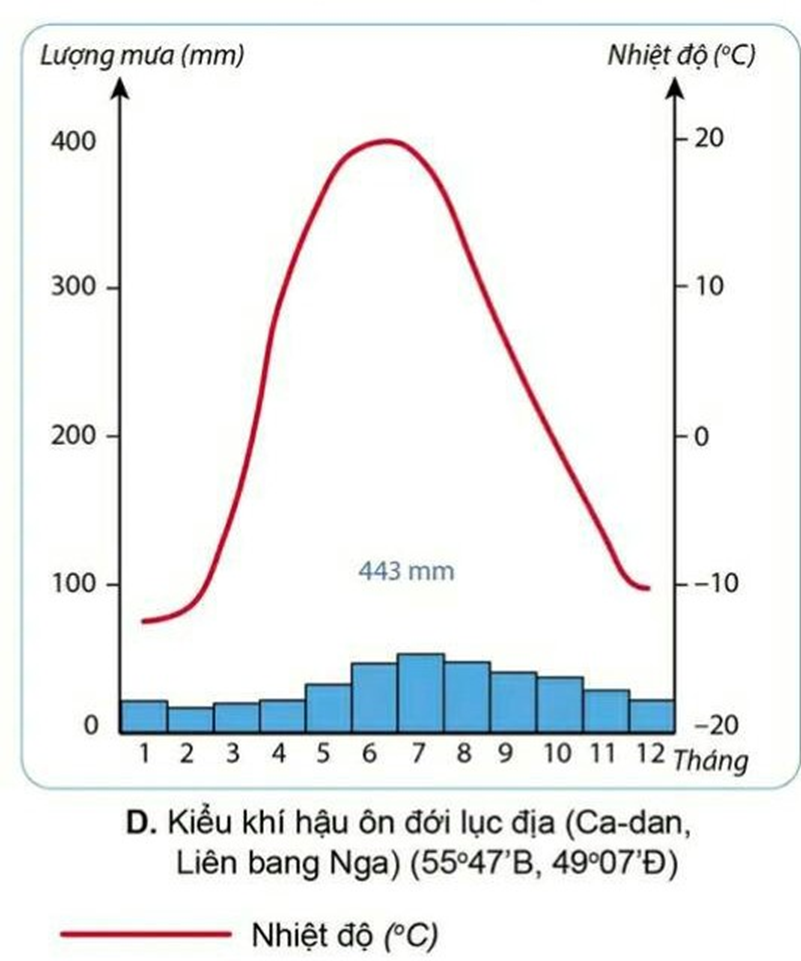 Lượng mưa (mm) Nhiệt độ (°C)
400 20
300 10
200 0
443 mm
100 –10
0 –20
1 2 3 4 5 6 7 8 9 10 11 12 Tháng
D. Kiểu khí hậu ôn đới lục địa (Ca-dan,
Liên bang Nga) (55°47’B, 49°07’Đ)
Nhiệt độ (°C)